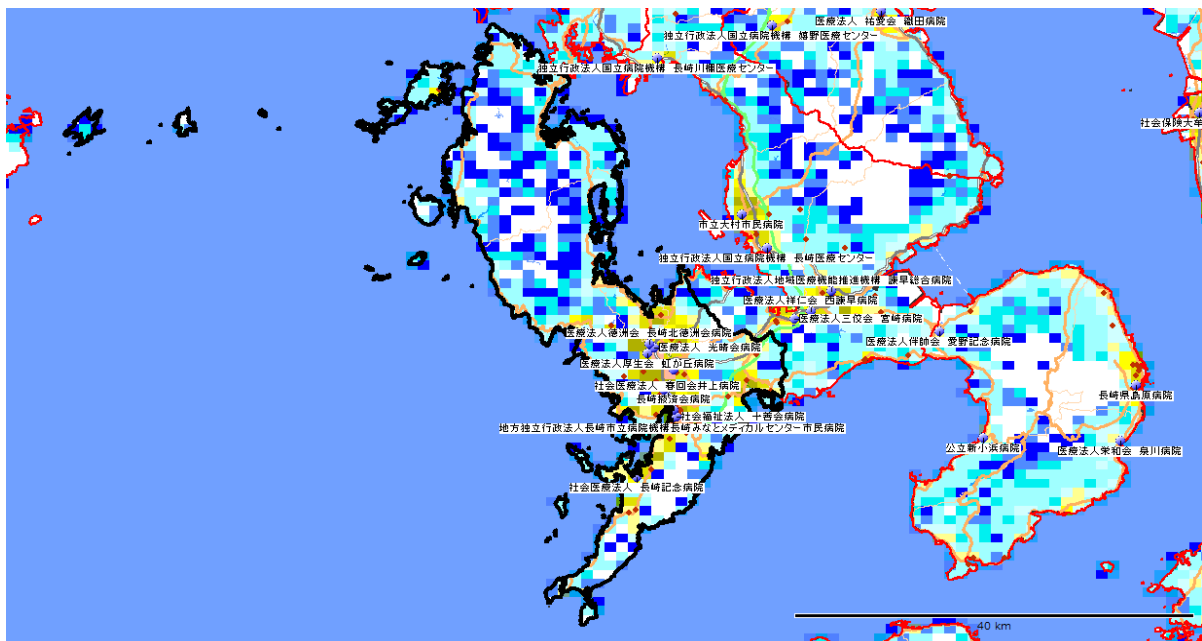 医療法人 祐愛会 織田病院
独立行政法人国立病院機構 嬉野医療センター
独立行政法人国立病院機構 長崎川棚医療センター
社会保険大牟
市立大村市民病院
独立行政法人国立病院機構 長崎医療センター
独立行政法人地域医療機能推進機構 諫早総合病院
医療法人祥仁会 西諫早病院
医療法人三佼会 宮崎病院
医療法人徳洲会 長崎北徳洲会病院
医療法人伴帥会 愛野記念病院
医療法人 光晴会病院
医療法人厚生会 虹が丘病院
社会医療法人 春回会井上病院
長崎県島原病院
長崎掖済会病院
社会福祉法人 十善会病院
地方独立行政法人長崎市立病院機構長崎みなとメディカルセンター市民病院
公立新小浜病院
医療法人栄和会 泉川病院
社会医療法人 長崎記念病院
40 km